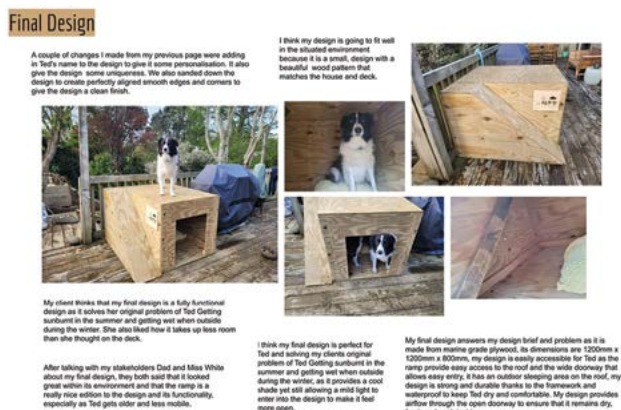 Final Design
A couple of changes I made from my previous page were adding
in Ted's name to the design to give it some personalisation. It also
give the design some uniqueness. We also sanded down the
design to create perfectly aligned smooth edges and corners to
give the design a clean finish.
I think my design is going to fit well
in the situated environment
because it is a small, design with a
beautiful wood pattern that
matches the house and deck.
My client thinks that my final design is a fully functional
design as it solves her original problem of Ted Getting
sunburnt in the summer and getting wet when outside
during the winter. She also liked how it takes up less room
than she thought on the deck.
After talking with my stakeholders Dad and Miss White
about my final design, they both said that it looked
great within its environment and that the ramp is a
really nice edition to the design and its functionality,
especially as Ted gets older and less mobile.
I think my final design is perfect for
Ted and solving my clients original
problem of Ted Getting sunburnt in the
summer and getting wet when outside
during the winter, as it provides a cool
shade yet still allowing a mild light to
enter into the design to make it feel
more open.
My final design answers my design brief and problem as it is
made from marine grade plywood, its dimensions are 1200mm x
1200mm x 900mm, my design is easily accessible for Ted as the
ramp provide easy access to the roof and the wide doorway that
allows easy entry, it has an outdoor sleeping area on the roof, my
design is strong and durable thanks to the framework and
waterproof to keep Ted dry and comfortable. My design provides
airflow through the open doorway to ensure that it remains dry,